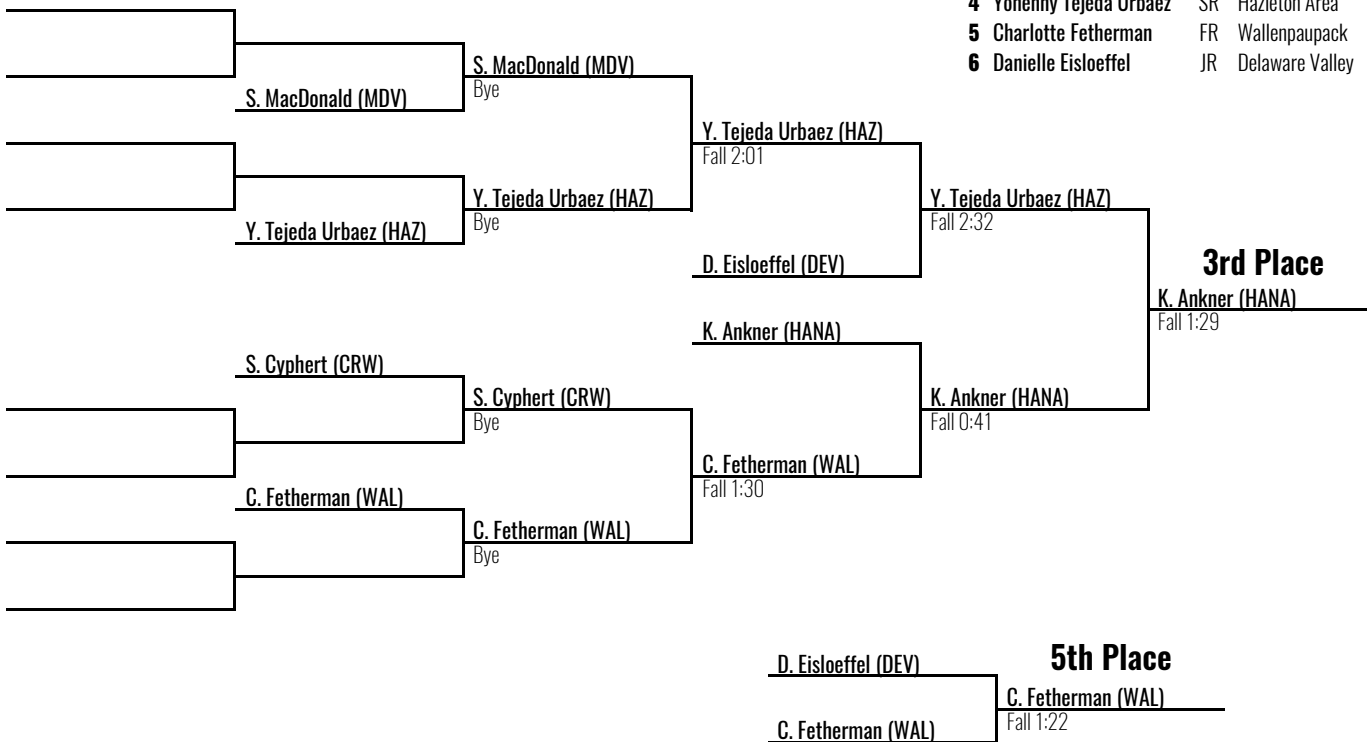 4 Yohenny Tejeda Urbaez SR Hazleton Area
5 Charlotte Fetherman FR Wallenpaupack
6 Danielle Eisloeffel JR Delaware Valley
S. MacDonald (MDV)
Bye
S. MacDonald (MDV)
Y. Tejeda Urbaez (HAZ)
Fall 2:01
Y. Tejeda Urbaez (HAZ)
Bye
Y. Tejeda Urbaez (HAZ)
Y. Tejeda Urbaez (HAZ)
Fall 2:32
D. Eisloeffel (DEV)
3rd Place
K. Ankner (HANA)
Fall 1:29
K. Ankner (HANA)
S. Cyphert (CRW)
S. Cyphert (CRW)
Bye
K. Ankner (HANA)
Fall 0:41
C. Fetherman (WAL)
Fall 1:30
C. Fetherman (WAL)
C. Fetherman (WAL)
Bye
5th Place
D. Eisloeffel (DEV)
C. Fetherman (WAL)
Fall 1:22
C. Fetherman (WAL)